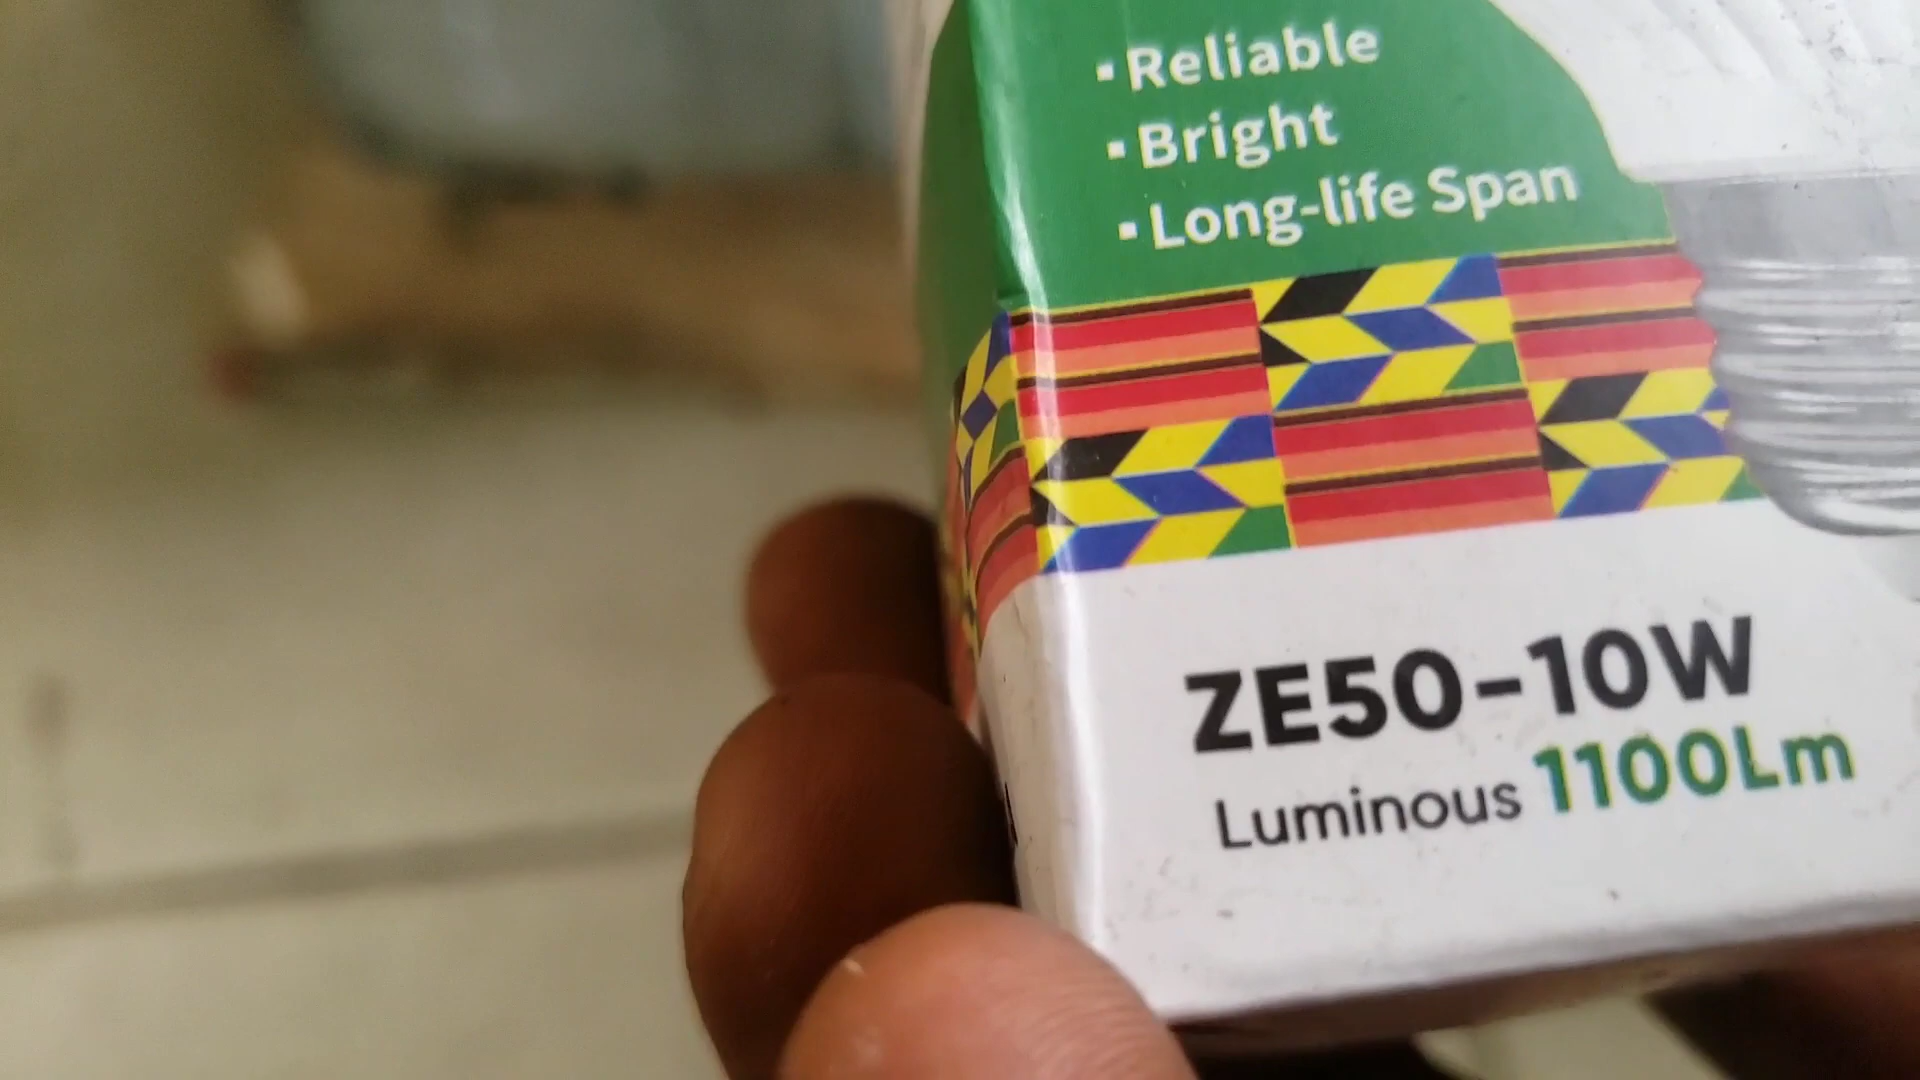 ▪Reliable
▪Bright
▪Long-life Span
ZE50-10W
Luminous 1100Lm